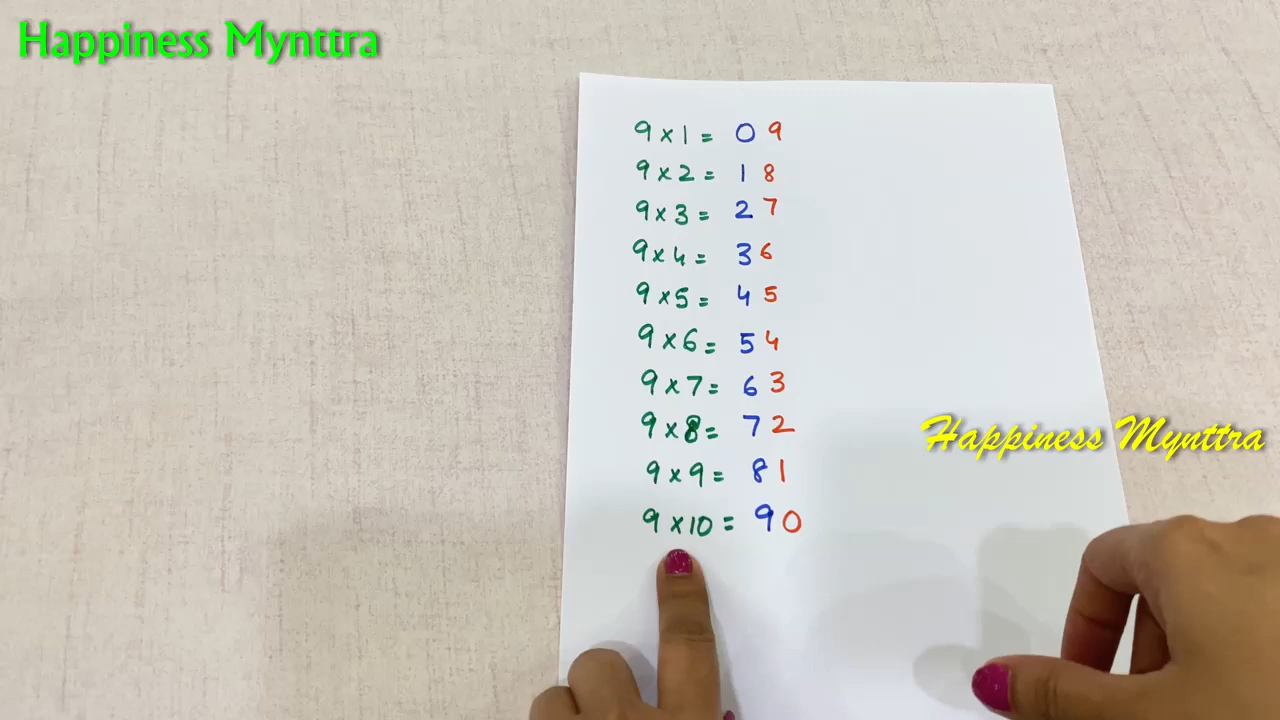 Happiness Mynttra
9 x 1 = 0 9
9 x 2 = 1 8
9 x 3 = 2 7
9 x 4 = 3 6
9 x 5 = 4 5
9 x 6 = 5 4
9 x 7 = 6 3
9 x 8 = 7 2
Happiness Mynttra
9 x 9 = 8 1
9 x 10 = 9 0